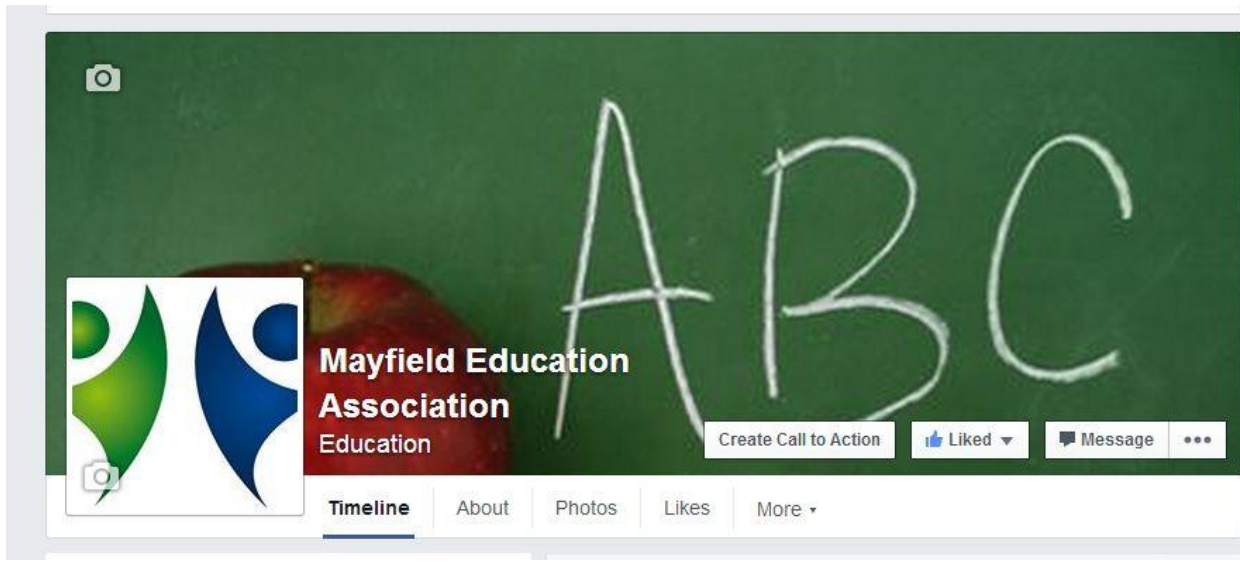 ABC
Mayfield Education
Association
Education
Create Call to Action
Liked
Message
Timeline
About
Photos
Likes
More